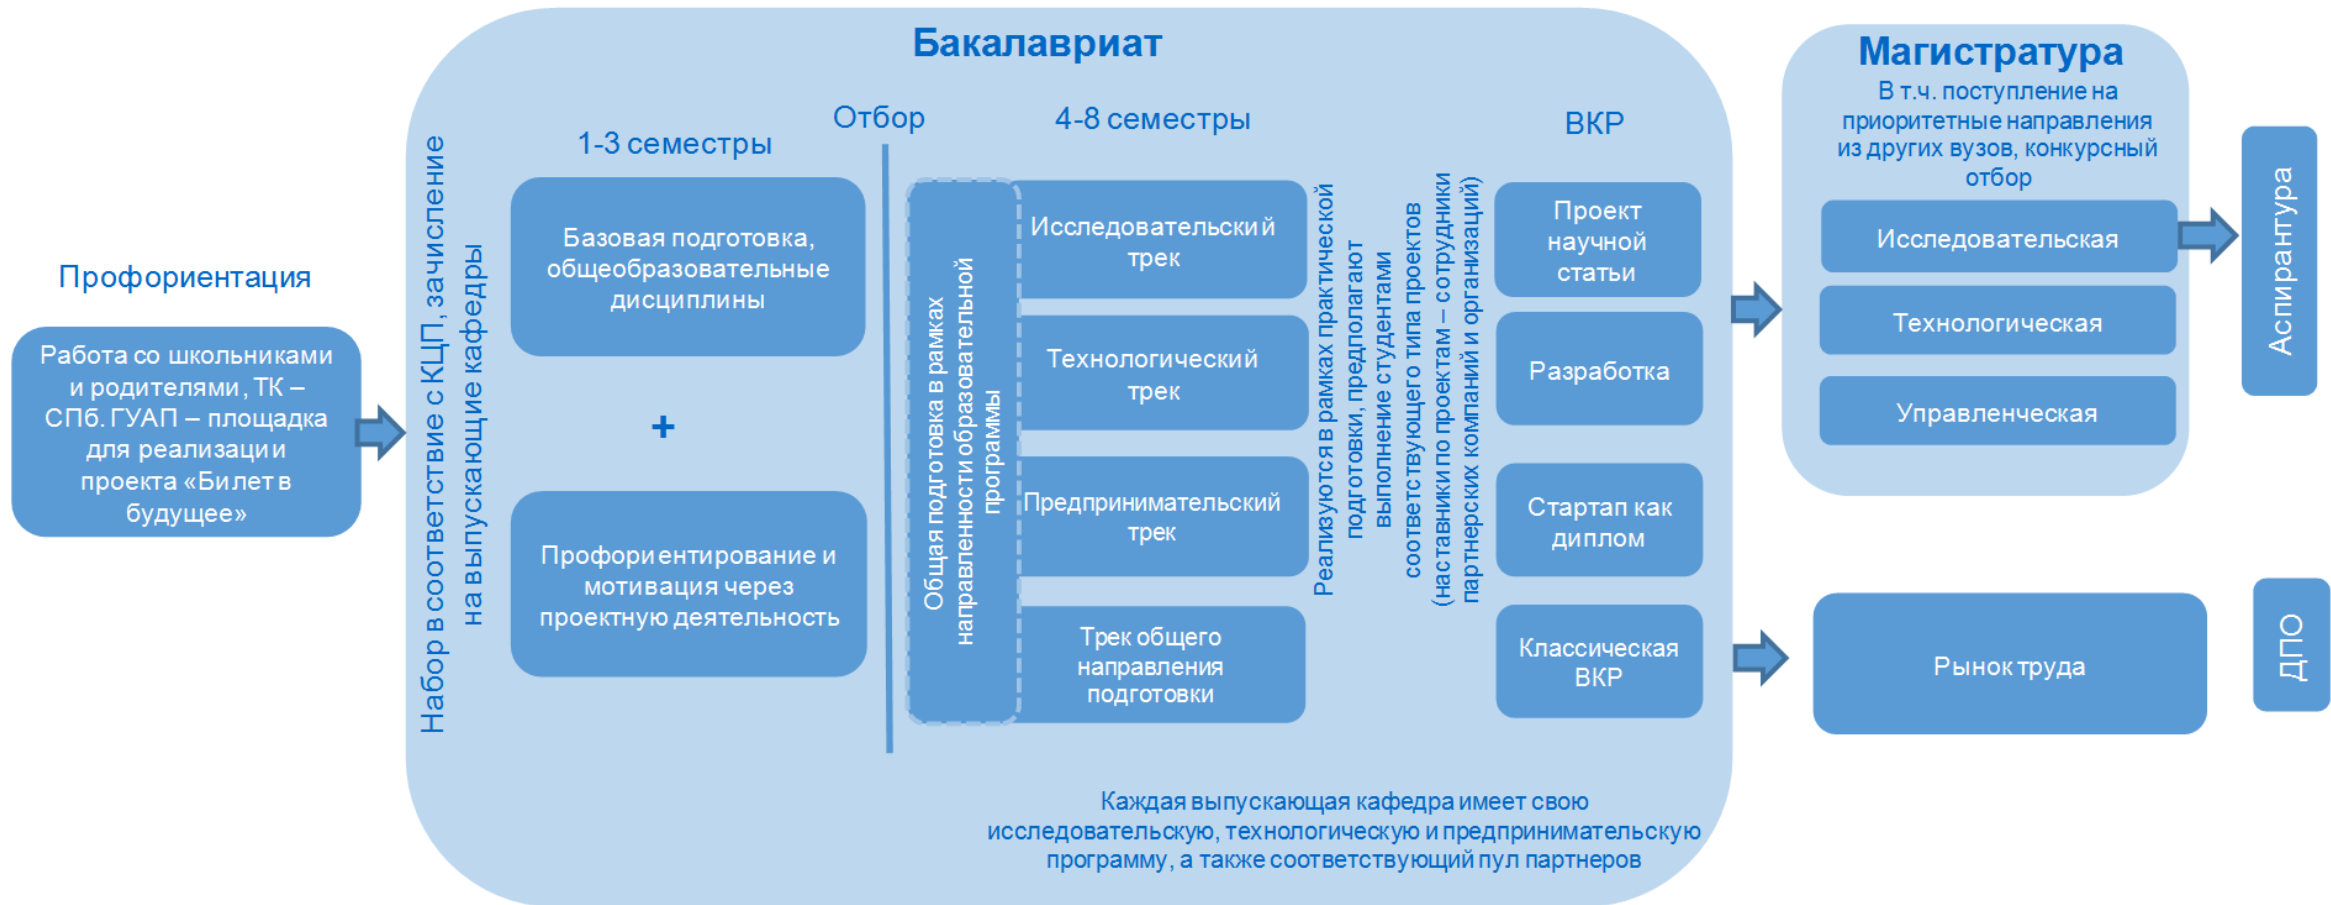 Бакалавриат
Магистратура
В т.ч. поступление на
приоритетные направления
из других вузов, конкурсный
отбор
Профориентация
Работа со школьниками
и родителями, ТК –
СПб. ГУАП – площадка
для реализации
проекта «Билет в
будущее»
Набор в соответствие с КЦП, зачисление
на выпускающие кафедры
1-3 семестры
Базовая подготовка,
общеобразовательные
дисциплины
+
Профориентирование и
мотивация через
проектную деятельность
Отбор
4-8 семестры
Общая подготовка в рамках
направленности образовательной
программы
Исследовательский
трек
Технологический
трек
Предпринимательский
трек
Трек общего
направления
подготовки
Реализуются в рамках практической
подготовки, предполагают
выполнение студентами
соответствующего типа проектов
(наставники по проектам – сотрудники
партнерских компаний и организаций)
ВКР
Проект
научной
статьи
Разработка
Стартап как
диплом
Классическая
ВКР
Каждая выпускающая кафедра имеет свою
исследовательскую, технологическую и предпринимательскую
программу, а также соответствующий пул партнеров
Исследовательская
Технологическая
Управленческая
Аспирантура
Рынок труда
ДПО